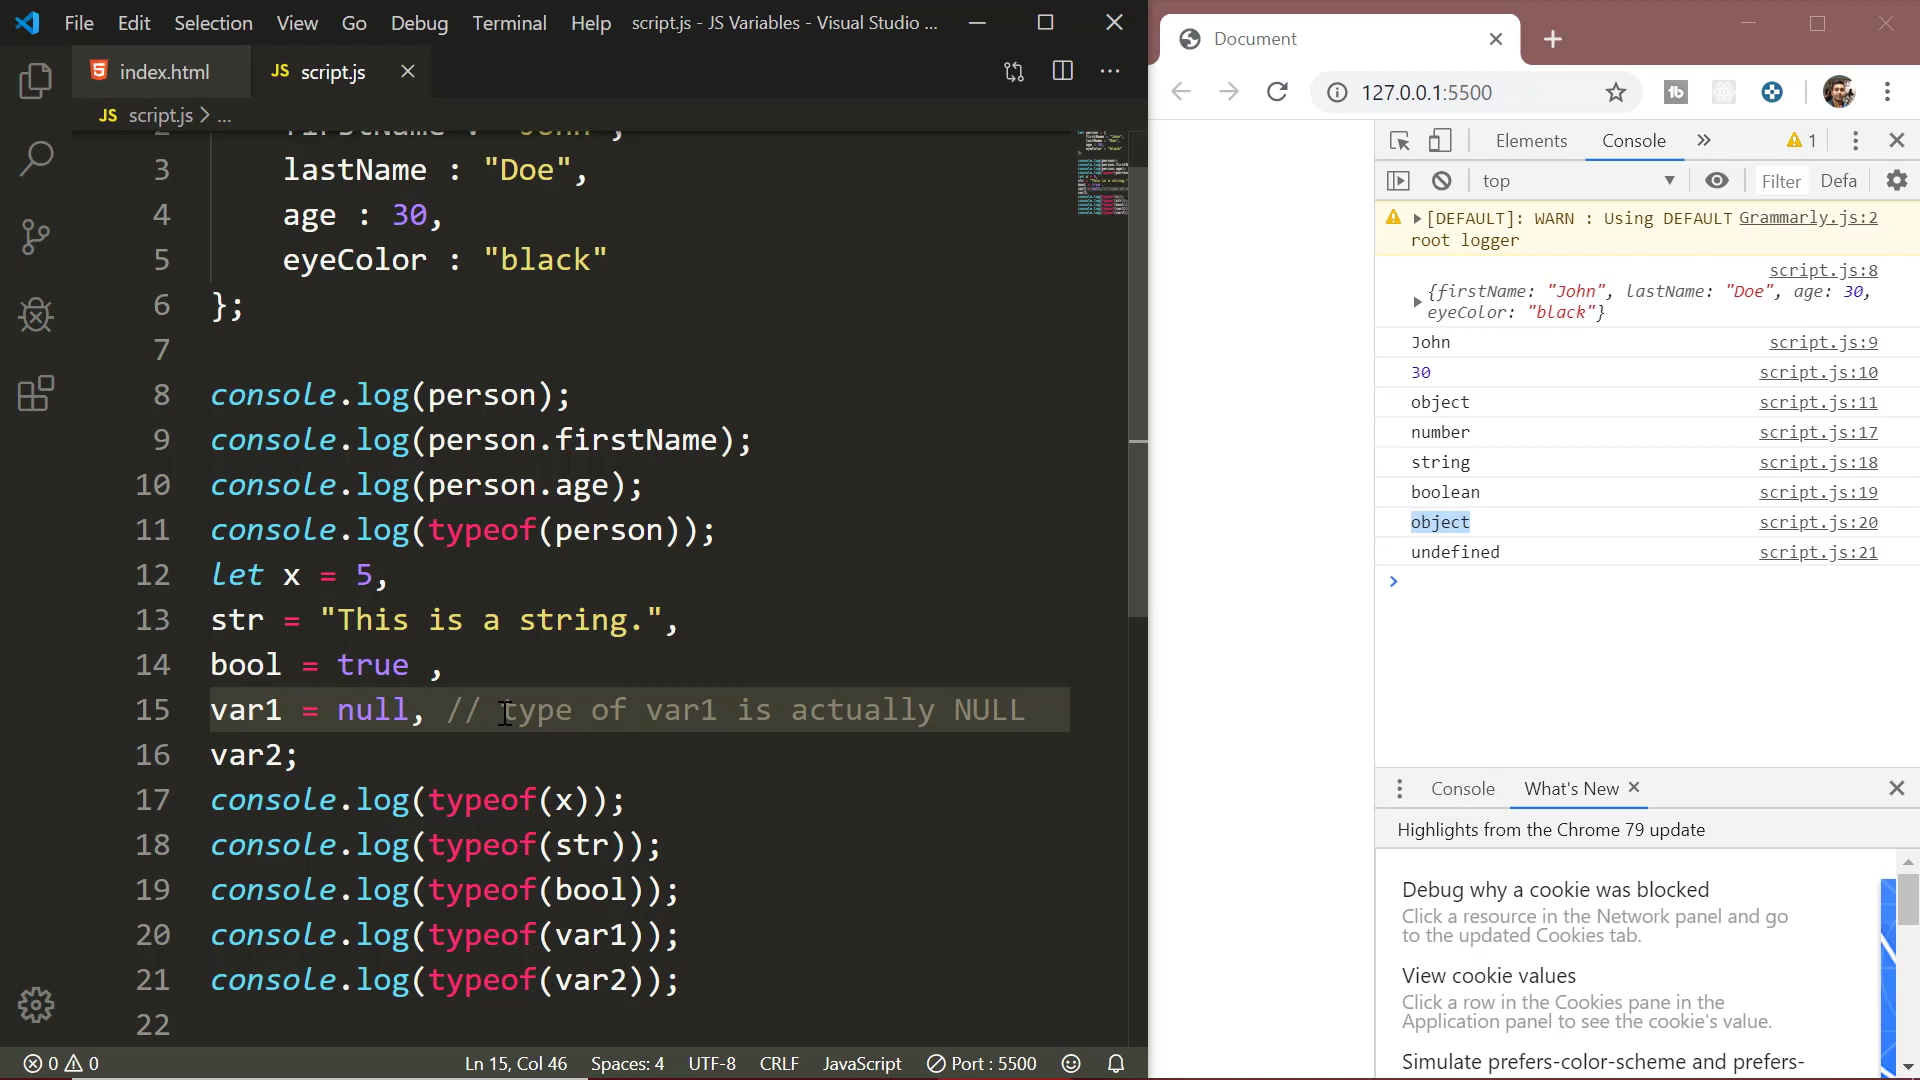 File Edit Selection View Go Debug Terminal Help script.js - JS Variables - Visual Studio ...
index.html
JS script.js
JS script.js > ...
2 firstName : "John",
3 lastName : "Doe",
4 age : 30,
5 eyeColor : "black"
6 };
7
8 console.log(person);
9 console.log(person.firstName);
10 console.log(person.age);
11 console.log(typeof(person));
12 let x = 5,
13 str = "This is a string.",
14 bool = true ,
15 var1 = null, // type of var1 is actually NULL
16 var2;
17 console.log(typeof(x));
18 console.log(typeof(str));
19 console.log(typeof(bool));
20 console.log(typeof(var1));
21 console.log(typeof(var2));
22
0 0 Ln 15, Col 46 Spaces: 4 UTF-8 CRLF JavaScript Port : 5500
Document
127.0.0.1:5500 tb
Elements Console 1
top Filter Defa
[DEFAULT]: WARN : Using DEFAULT Grammarly.js:2
root logger
script.js:8
{firstName: "John", lastName: "Doe", age: 30,
eyeColor: "black"}
John script.js:9
30 script.js:10
object script.js:11
number script.js:17
string script.js:18
boolean script.js:19
object script.js:20
undefined script.js:21
>
Console What's New
Highlights from the Chrome 79 update
Debug why a cookie was blocked
Click a resource in the Network panel and go
to the updated Cookies tab.
View cookie values
Click a row in the Cookies pane in the
Application panel to see the cookie's value.
Simulate prefers-color-scheme and prefers-